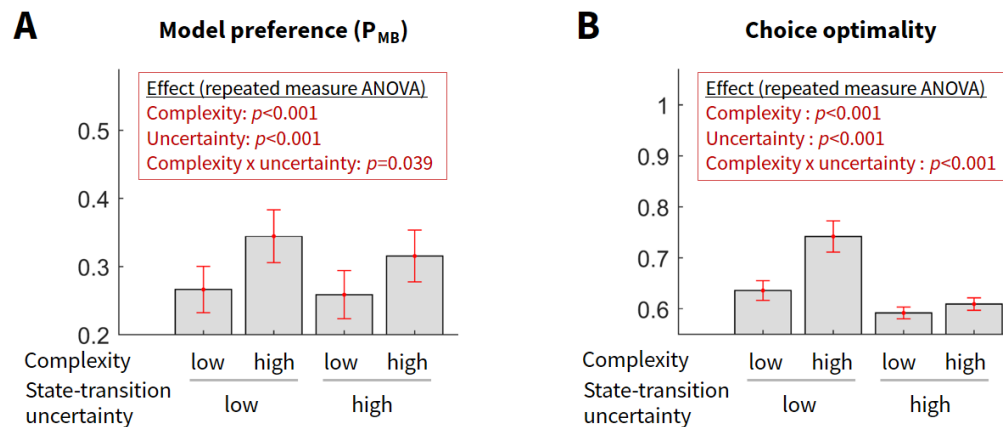 A
Model preference (PMB)
Effect (repeated measure ANOVA)
Complexity: p<0.001
Uncertainty: p<0.001
Complexity x uncertainty: p=0.039
0.5
0.4
0.3
0.2
Complexity
low high low high
State-transition
uncertainty
low high
B
Choice optimality
Effect (repeated measure ANOVA)
Complexity : p<0.001
Uncertainty : p<0.001
Complexity x uncertainty : p<0.001
1
0.9
0.8
0.7
0.6
Complexity
low high low high
State-transition
uncertainty
low high